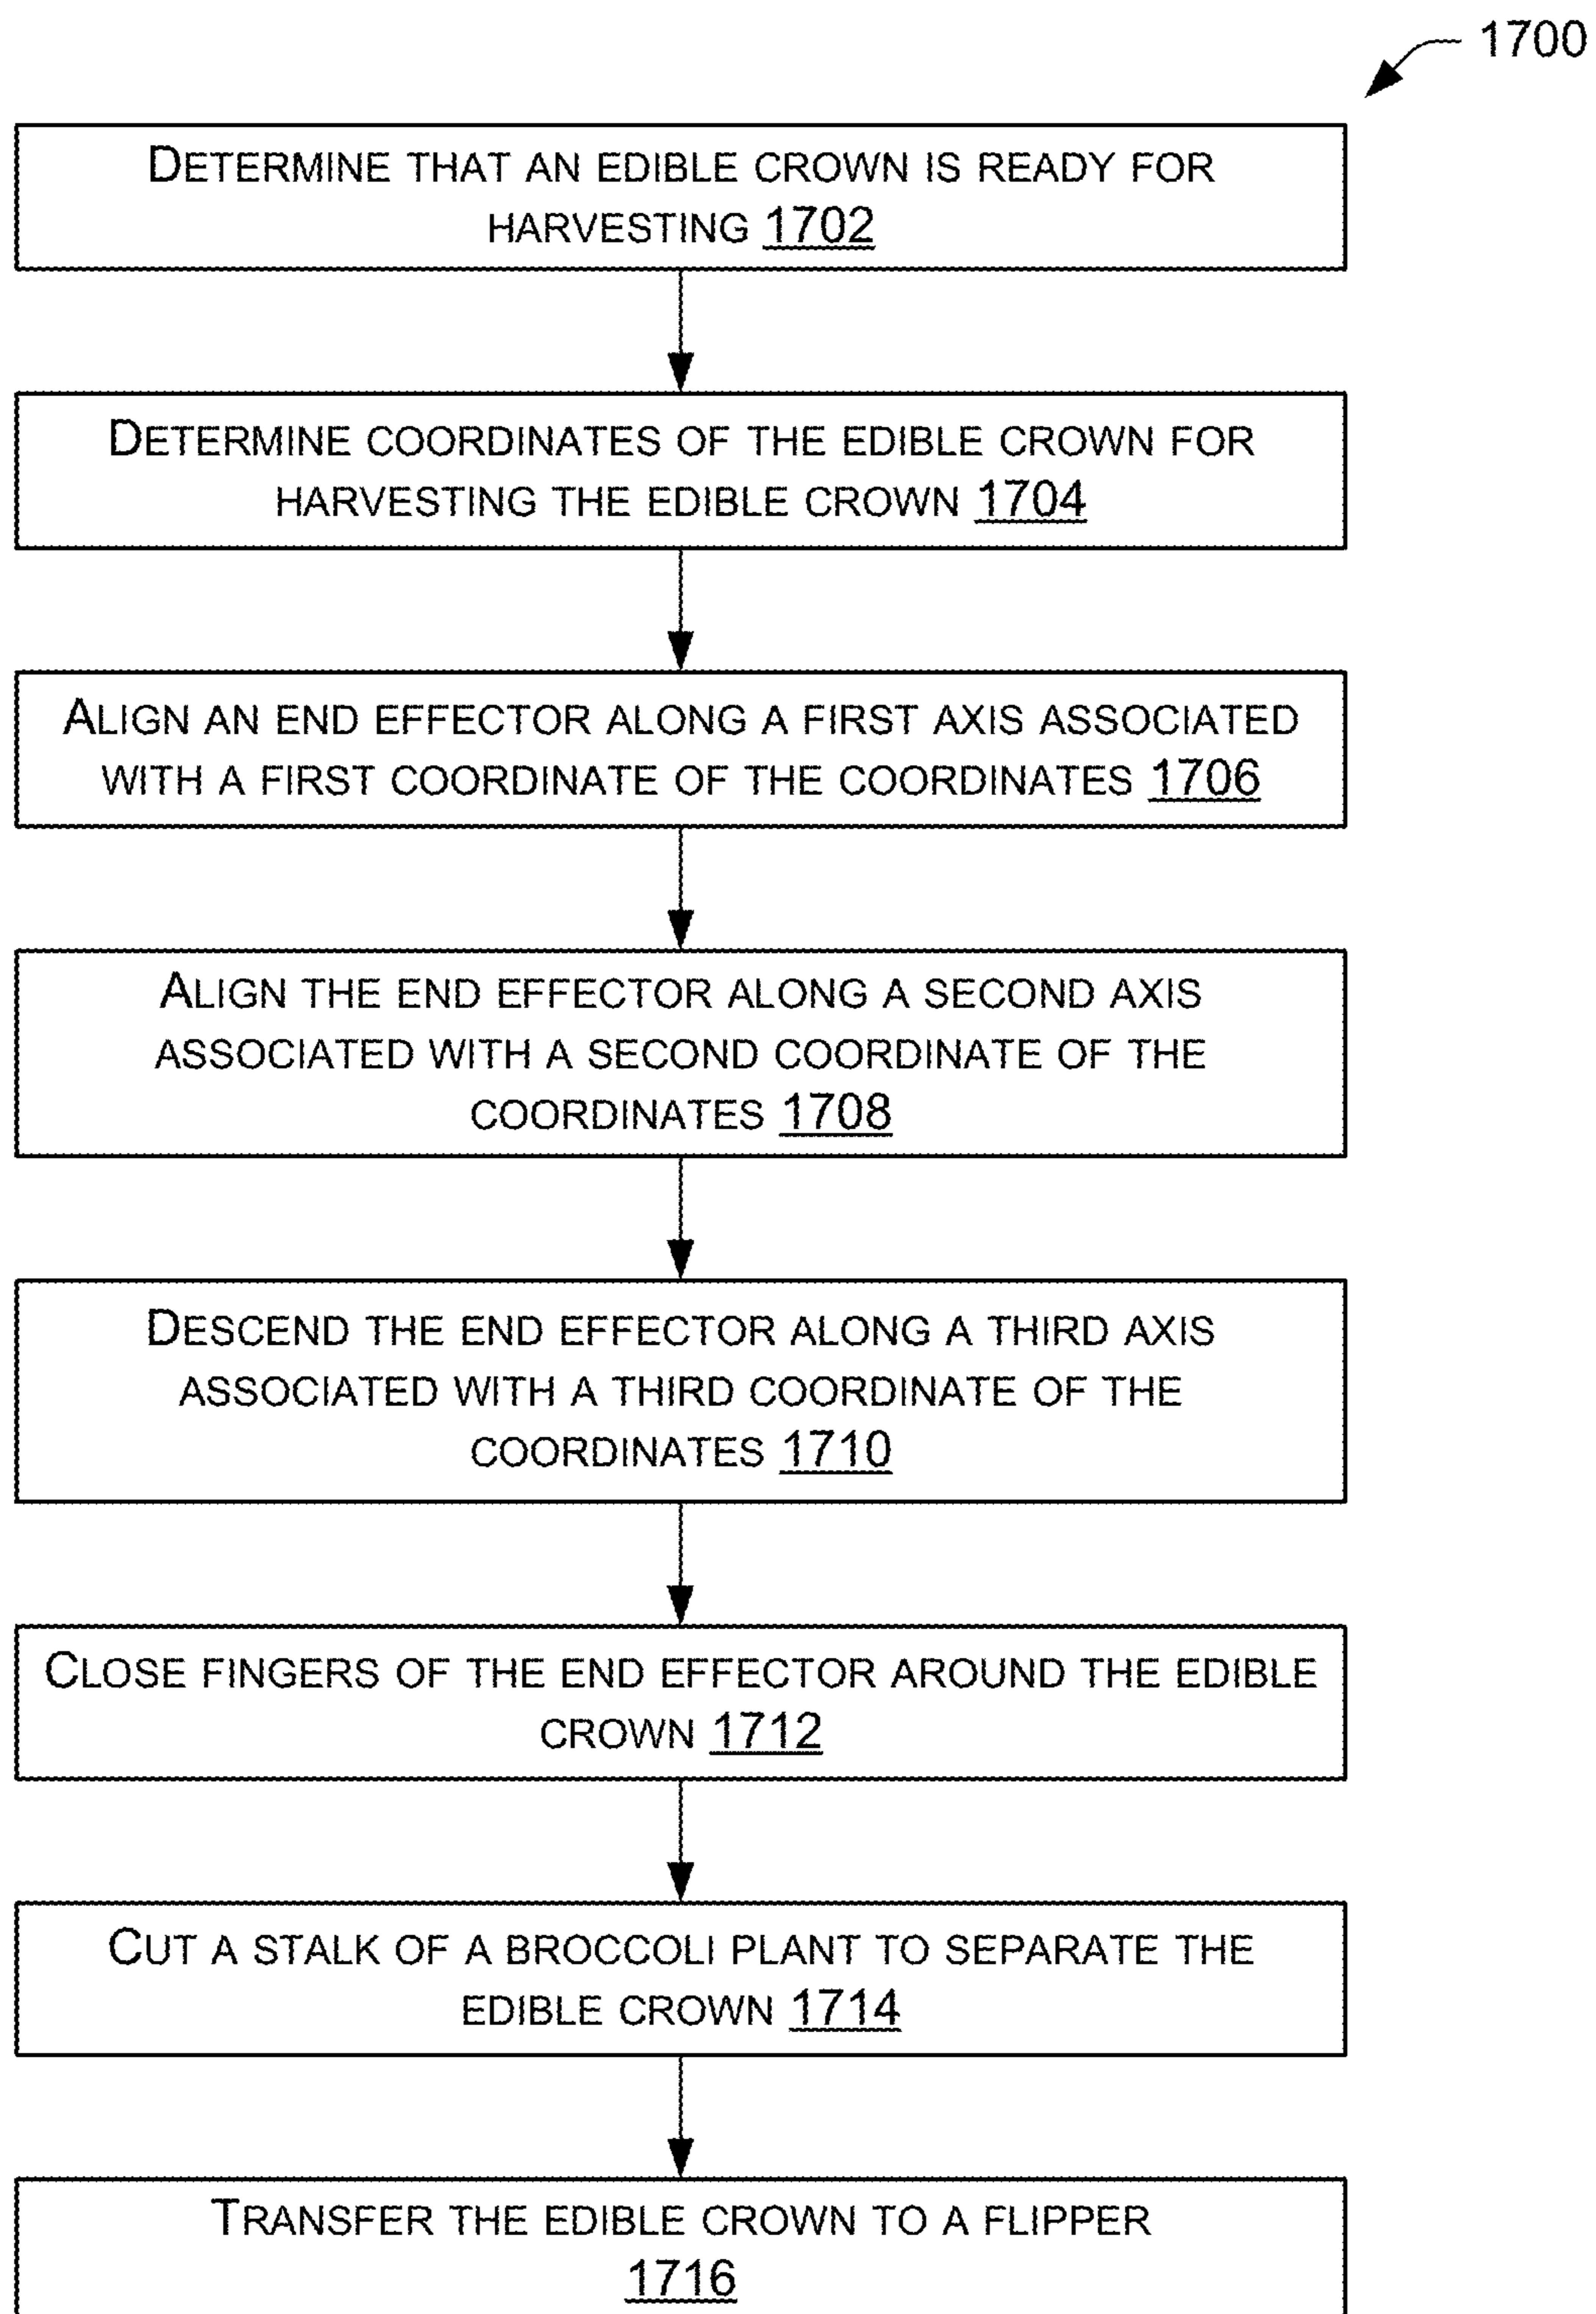 1700
DETERMINE THAT AN EDIBLE CROWN IS READY FOR
HARVESTING 1702
DETERMINE COORDINATES OF THE EDIBLE CROWN FOR
HARVESTING THE EDIBLE CROWN 1704
ALIGN AN END EFFECTOR ALONG A FIRST AXIS ASSOCIATED
WITH A FIRST COORDINATE OF THE COORDINATES 1706
ALIGN THE END EFFECTOR ALONG A SECOND AXIS
ASSOCIATED WITH A SECOND COORDINATE OF THE
COORDINATES 1708
DESCEND THE END EFFECTOR ALONG A THIRD AXIS
ASSOCIATED WITH A THIRD COORDINATE OF THE
COORDINATES 1710
CLOSE FINGERS OF THE END EFFECTOR AROUND THE EDIBLE
CROWN 1712
CUT A STALK OF A BROCCOLI PLANT TO SEPARATE THE
EDIBLE CROWN 1714
TRANSFER THE EDIBLE CROWN TO A FLIPPER
1716